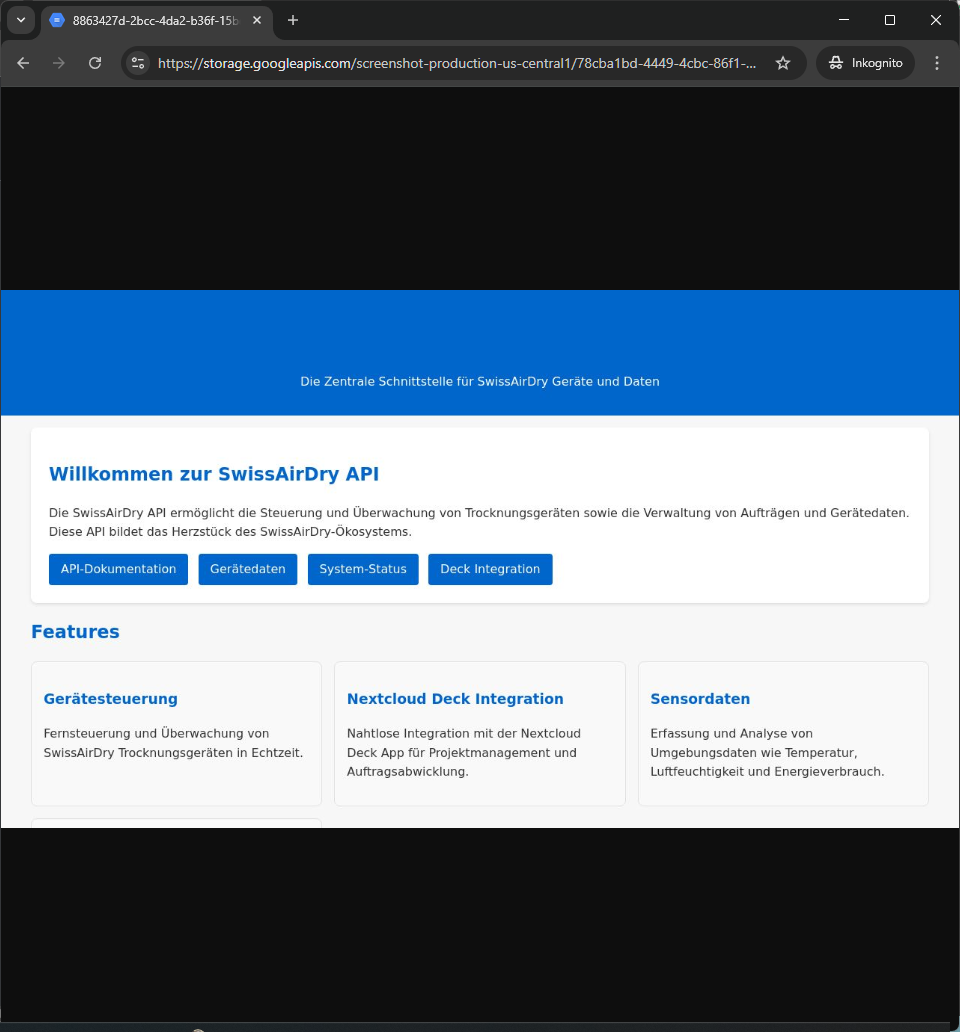 8863427d-2bcc-4da2-b36f-15b
https://storage.googleapis.com/screenshot-production-us-central1/78cba1bd-4449-4cbc-86f1-...
Inkognito
Die Zentrale Schnittstelle für SwissAirDry Geräte und Daten
Willkommen zur SwissAirDry API
Die SwissAirDry API ermöglicht die Steuerung und Überwachung von Trocknungsgeräten sowie die Verwaltung von Aufträgen und Gerätedaten.
Diese API bildet das Herzstück des SwissAirDry-Ökosystems.
API-Dokumentation
Gerätedaten
System-Status
Deck Integration
Features
Gerätesteuerung
Fernsteuerung und Überwachung von
SwissAirDry Trocknungsgeräten in Echtzeit.
Nextcloud Deck Integration
Nahtlose Integration mit der Nextcloud
Deck App für Projektmanagement und
Auftragsabwicklung.
Sensordaten
Erfassung und Analyse von
Umgebungsdaten wie Temperatur,
Luftfeuchtigkeit und Energieverbrauch.